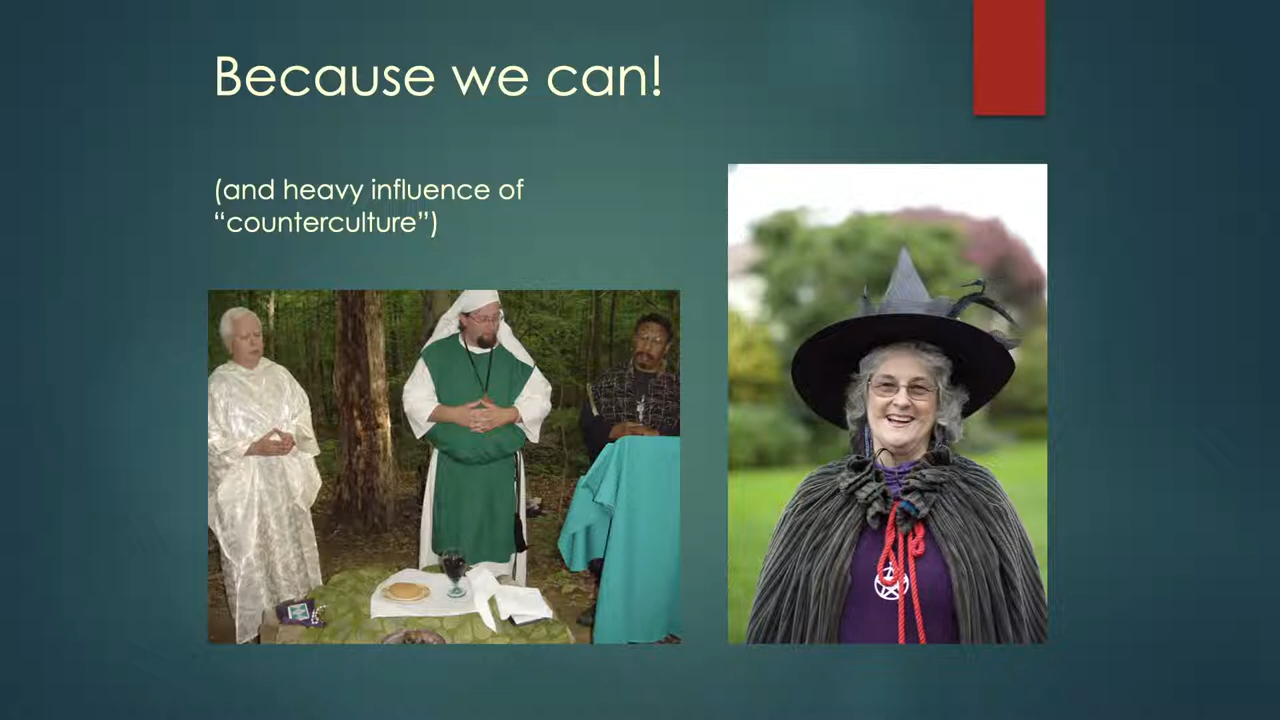 Because we can!
(and heavy influence of
“counterculture”)